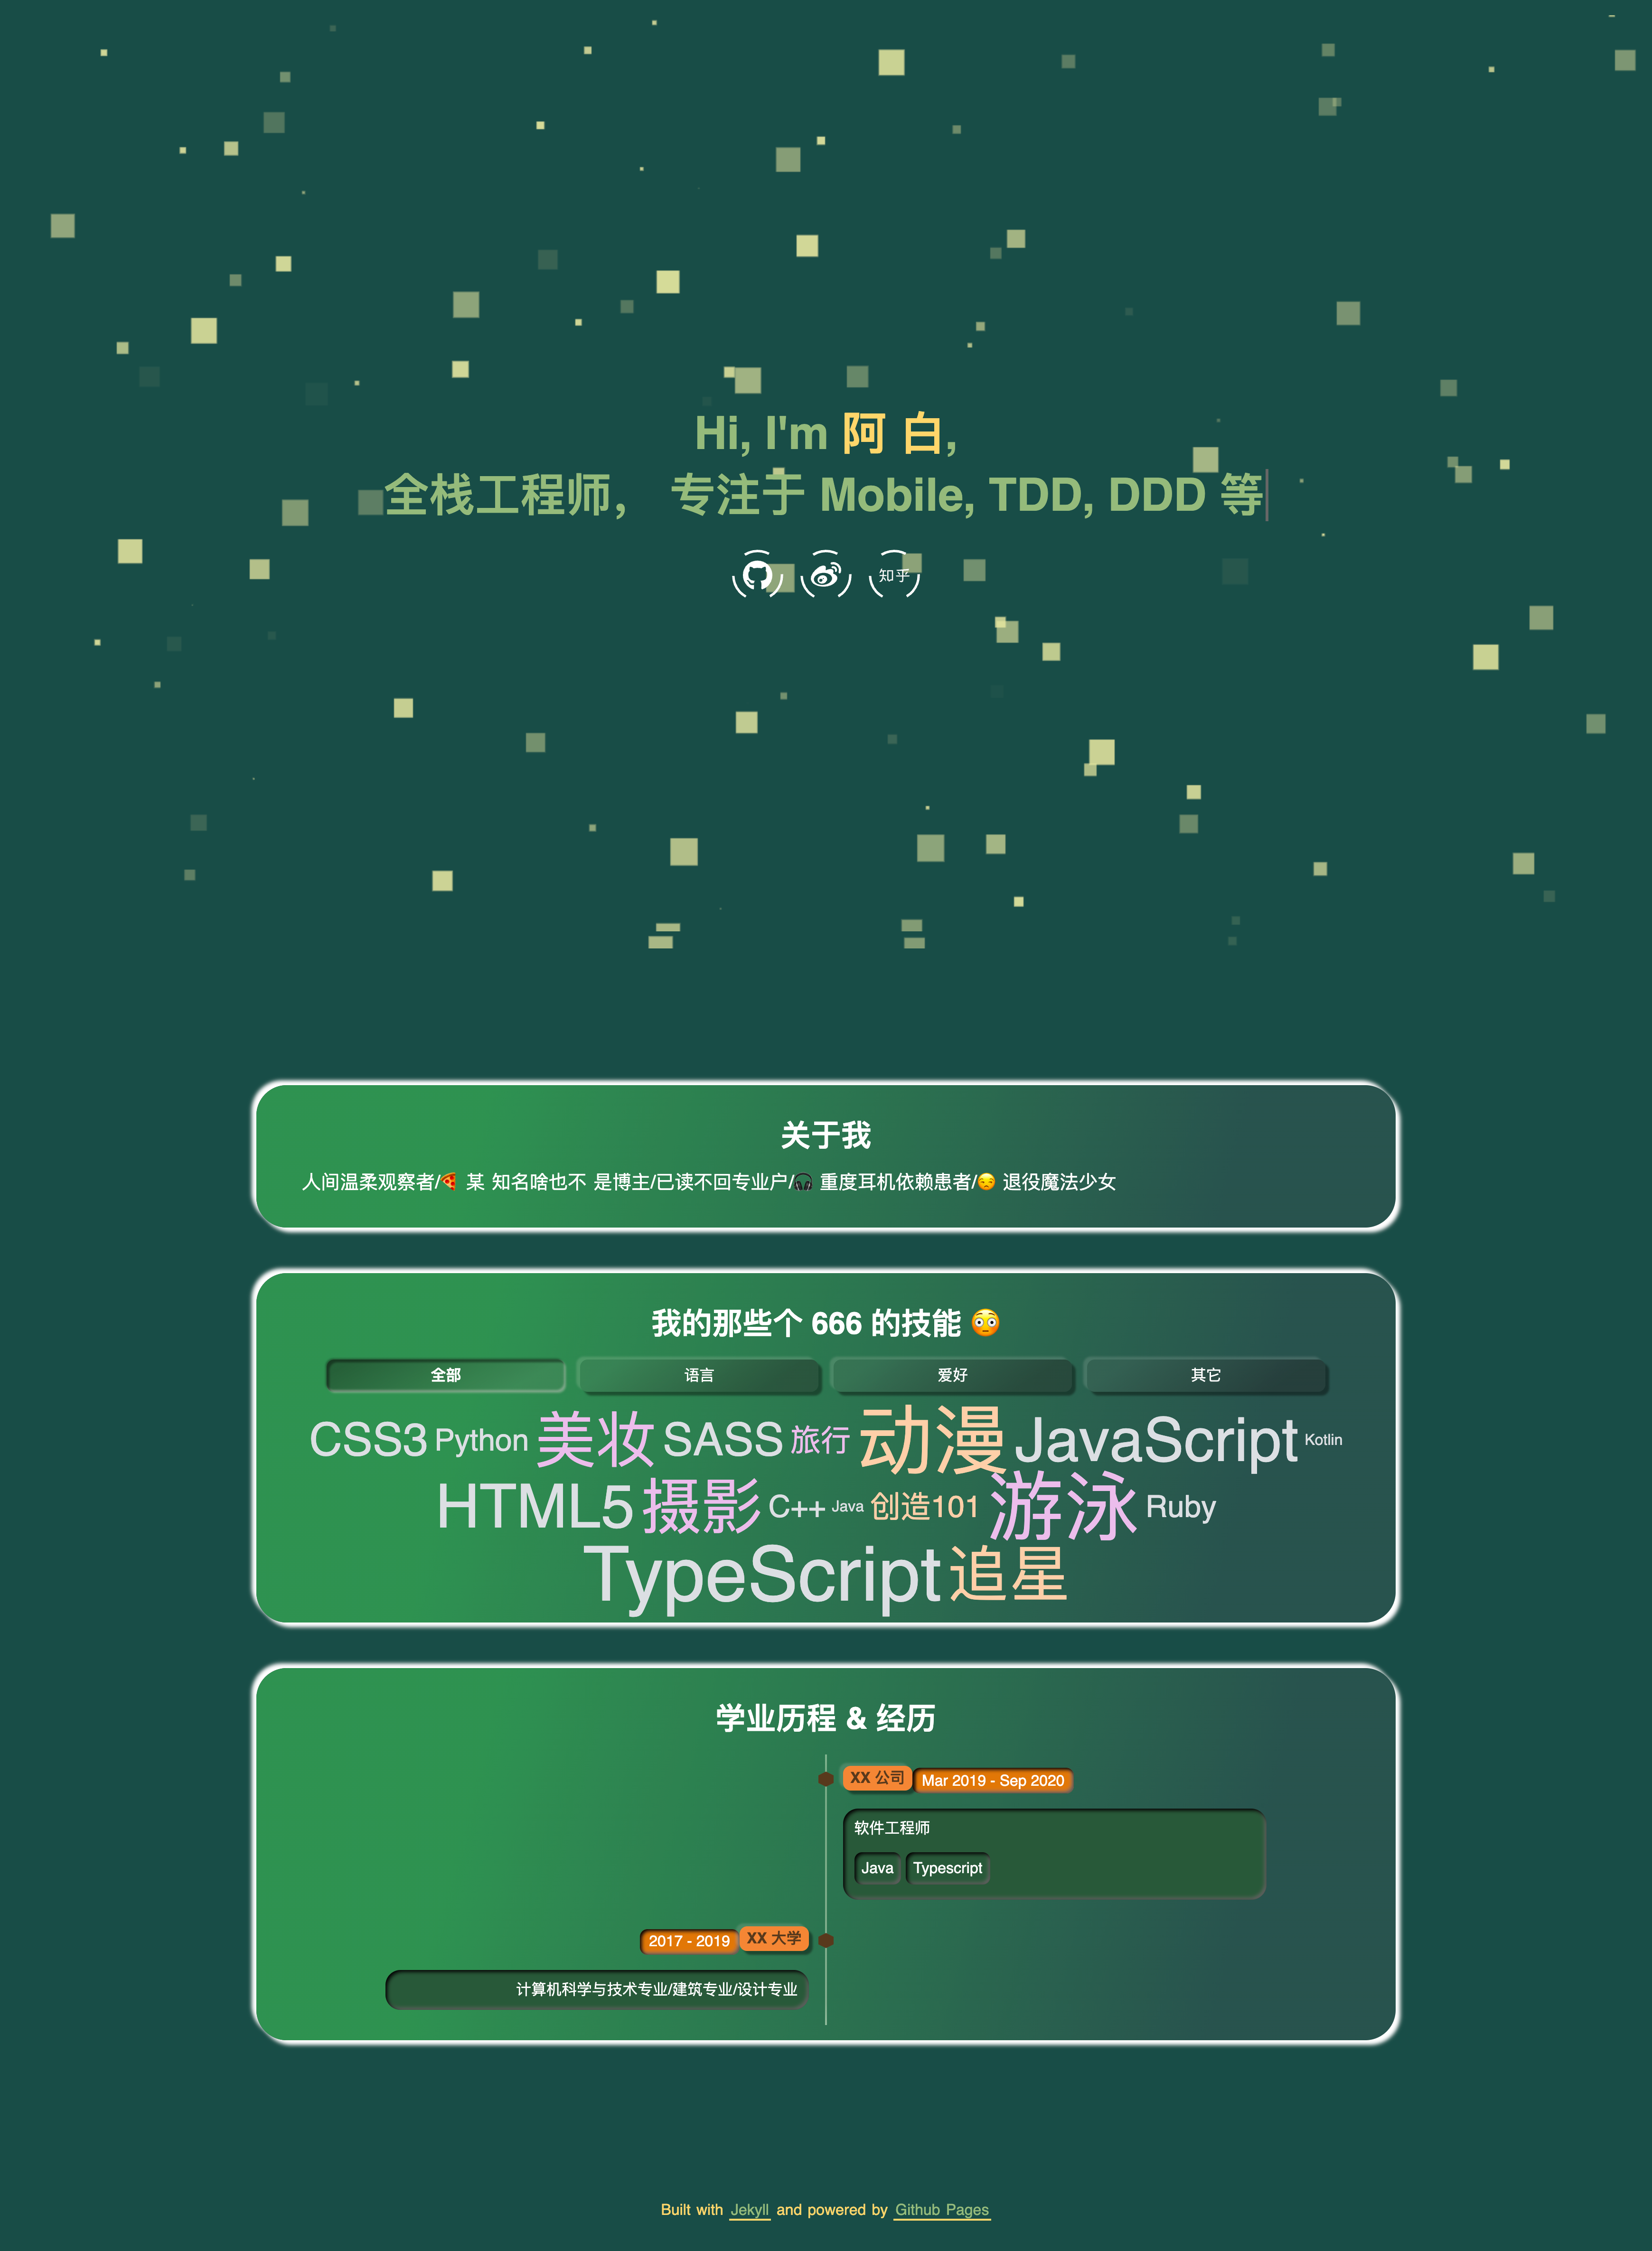 Hi, I'm 阿 白,
全栈工程师， 专注于 Mobile, TDD, DDD 等
知乎
关于我
人间温柔观察者/🍕 某 知名啥也不 是博主/已读不回专业户/🎧 重度耳机依赖患者/😔 退役魔法少女
我的那些个 666 的技能 😳
全部 语言 爱好 其它
CSS3 Python 美妆 SASS 旅行 动漫 JavaScript Kotlin
HTML5 摄影 C++ Java 创造101 游泳 Ruby
TypeScript 追星
学业历程 & 经历
XX 公司 Mar 2019 - Sep 2020
软件工程师
Java Typescript
2017 - 2019 XX 大学
计算机科学与技术专业/建筑专业/设计专业
Built with Jekyll and powered by Github Pages